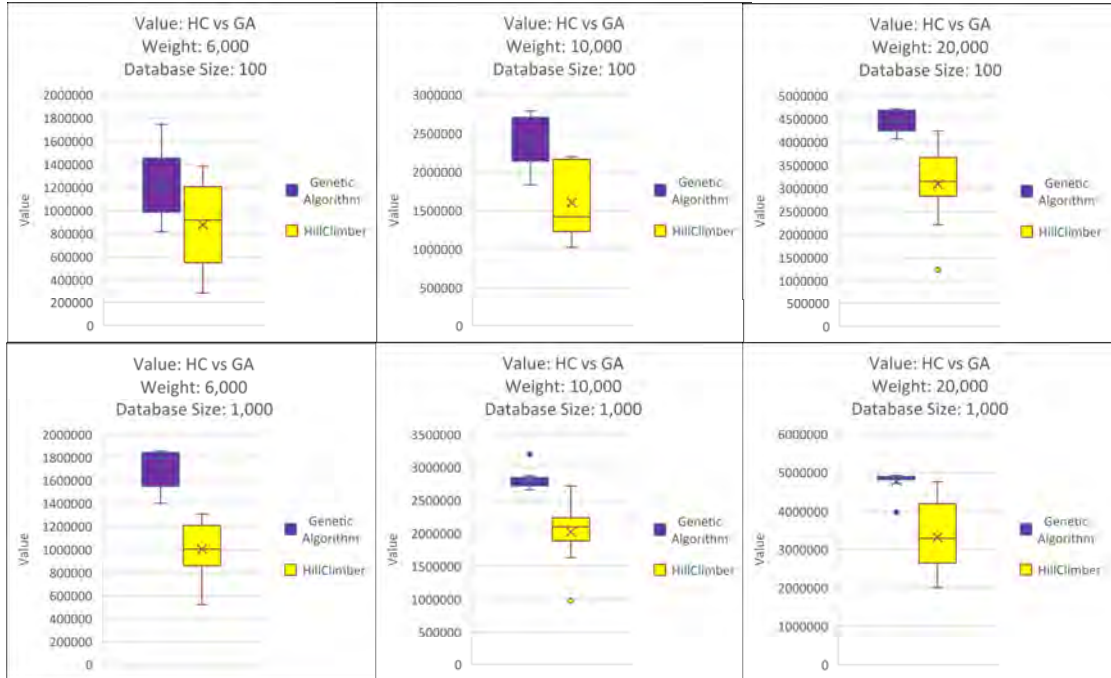 Value: HC vs GA
Weight: 6,000
Database Size: 100
2000000
1800000
1600000
1400000
1200000
1000000
800000
600000
400000
200000
0
Value
Genetic
Algorithm
HillClimber
Value: HC vs GA
Weight: 10,000
Database Size: 100
3000000
2500000
2000000
1500000
1000000
500000
0
Value
Genetic
Algorithm
HillClimber
Value: HC vs GA
Weight: 20,000
Database Size: 100
5000000
4500000
4000000
3500000
3000000
2500000
2000000
1500000
1000000
500000
0
Value
Genetic
Algorithm
HillClimber
Value: HC vs GA
Weight: 6,000
Database Size: 1,000
2000000
1800000
1600000
1400000
1200000
1000000
800000
600000
400000
200000
0
Value
Genetic
Algorithm
HillClimber
Value: HC vs GA
Weight: 10,000
Database Size: 1,000
3500000
3000000
2500000
2000000
1500000
1000000
500000
0
Value
Genetic
Algorithm
HillClimber
Value: HC vs GA
Weight: 20,000
Database Size: 1,000
6000000
5000000
4000000
3000000
2000000
1000000
0
Value
Genetic
Algorithm
HillClimber